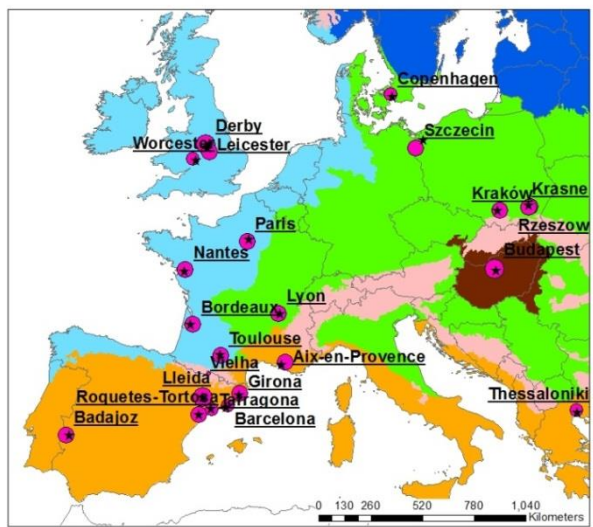 Copenhagen
Derby
Szczecin
Worcester
Leicester
Kraków
Krasne
Paris
Rzeszow
Nantes
Budapest
Bordeaux
Lyon
Toulouse
Vielha
Aix-en-Provence
Lleida
Girona
Roquetes-Tortosa
Tarragona
Thessaloniki
Badajoz
Barcelona
0 130 260 520 780 1,040
Kilometers